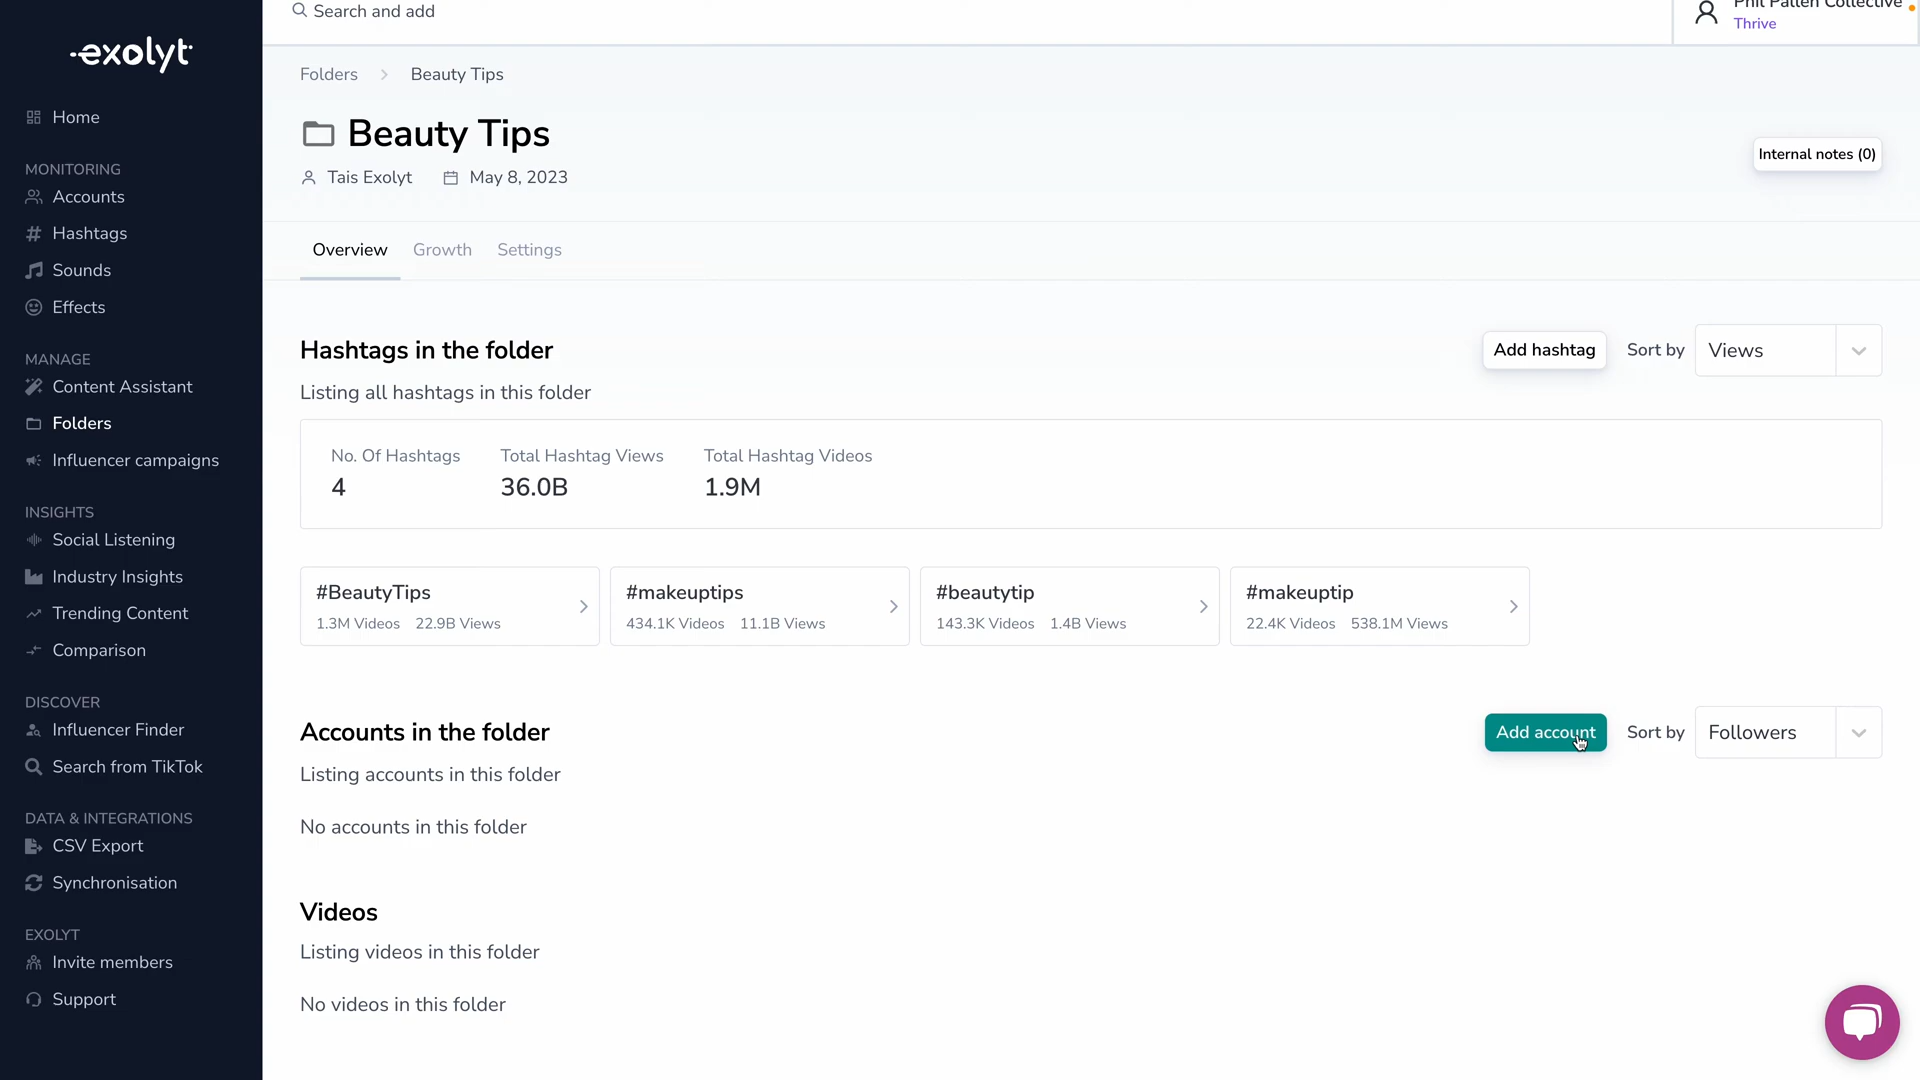 exolyt
Home
MONITORING
Accounts
Hashtags
Sounds
Effects
MANAGE
Content Assistant
Folders
Influencer campaigns
INSIGHTS
Social Listening
Industry Insights
Trending Content
Comparison
DISCOVER
Influencer Finder
Search from TikTok
DATA & INTEGRATIONS
CSV Export
Synchronisation
EXOLYT
Invite members
Support
Search and add
Phil Pallen Collective
Thrive
Folders > Beauty Tips
Beauty Tips
Tais Exolyt May 8, 2023
Internal notes (0)
Overview Growth Settings
Hashtags in the folder
Add hashtag Sort by Views
Listing all hashtags in this folder
No. Of Hashtags Total Hashtag Views Total Hashtag Videos
4 36.0B 1.9M
#BeautyTips #makeuptips #beautytip #makeuptip
1.3M Videos 22.9B Views 434.1K Videos 11.1B Views 143.3K Videos 1.4B Views 22.4K Videos 538.1M Views
Accounts in the folder
Add account Sort by Followers
Listing accounts in this folder
No accounts in this folder
Videos
Listing videos in this folder
No videos in this folder